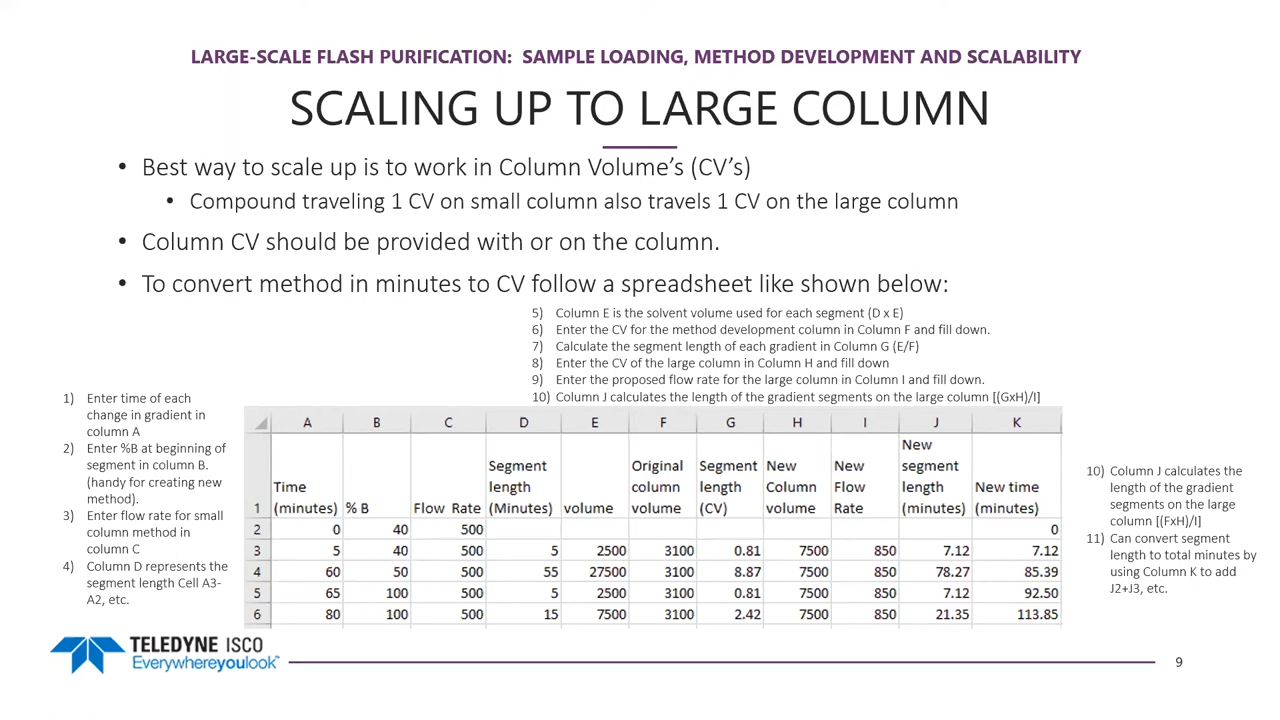 LARGE-SCALE FLASH PURIFICATION: SAMPLE LOADING, METHOD DEVELOPMENT AND SCALABILITY
SCALING UP TO LARGE COLUMN
• Best way to scale up is to work in Column Volume’s (CV’s)
• Compound traveling 1 CV on small column also travels 1 CV on the large column
• Column CV should be provided with or on the column.
• To convert method in minutes to CV follow a spreadsheet like shown below:
5) Column E is the solvent volume used for each segment (D x E)
6) Enter the CV for the method development column in Column F and fill down.
7) Calculate the segment length of each gradient in Column G (E/F)
8) Enter the CV of the large column in Column H and fill down
9) Enter the proposed flow rate for the large column in Column I and fill down.
10) Column J calculates the length of the gradient segments on the large column [(GxH)/I]
1) Enter time of each
change in gradient in
column A
2) Enter %B at beginning of
segment in column B.
(handy for creating new
method).
3) Enter flow rate for small
column method in
column C
4) Column D represents the
segment length Cell A3-
A2, etc.
A B C D E F G H I J K
New
Segment Original Segment New New segment
Time length column length Column Flow length New time
1 (minutes) % B Flow Rate (Minutes) volume volume (CV) volume Rate (minutes) (minutes)
2 0 40 500 0
3 5 40 500 5 2500 3100 0.81 7500 850 7.12 7.12
4 60 50 500 55 27500 3100 8.87 7500 850 78.27 85.39
5 65 100 500 5 2500 3100 0.81 7500 850 7.12 92.50
6 80 100 500 15 7500 3100 2.42 7500 850 21.35 113.85
10) Column J calculates the
length of the gradient
segments on the large
column [(FxH)/I]
11) Can convert segment
length to total minutes by
using Column K to add
J2+J3, etc.
TELEDYNE ISCO
Everywhereyoulook™
9